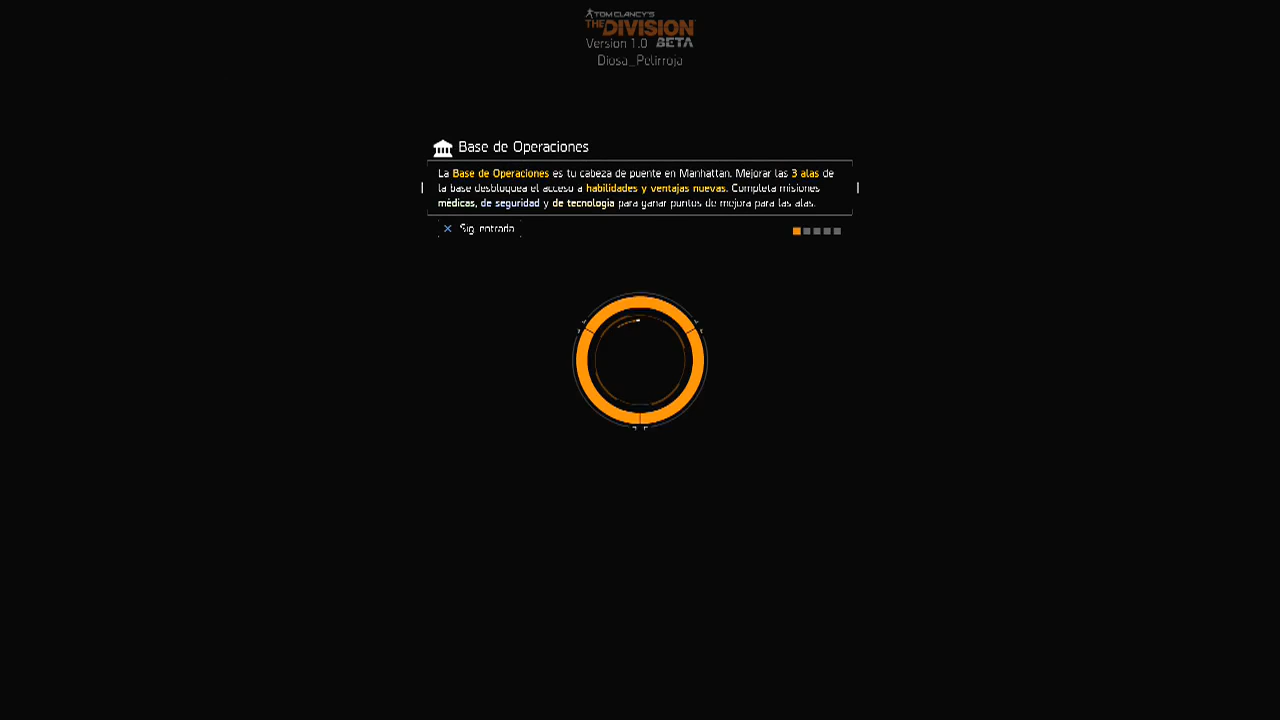 TOM CLANCY'S
THE DIVISION
Version 1.0 BETA
Diosa_Pelirroja
Base de Operaciones
La Base de Operaciones es tu cabeza de puente en Manhattan. Mejorar las 3 alas de
la base desbloquea el acceso a habilidades y ventajas nuevas. Completa misiones
médicas, de seguridad y de tecnología para ganar puntos de mejora para las alas.
Sig. entrada